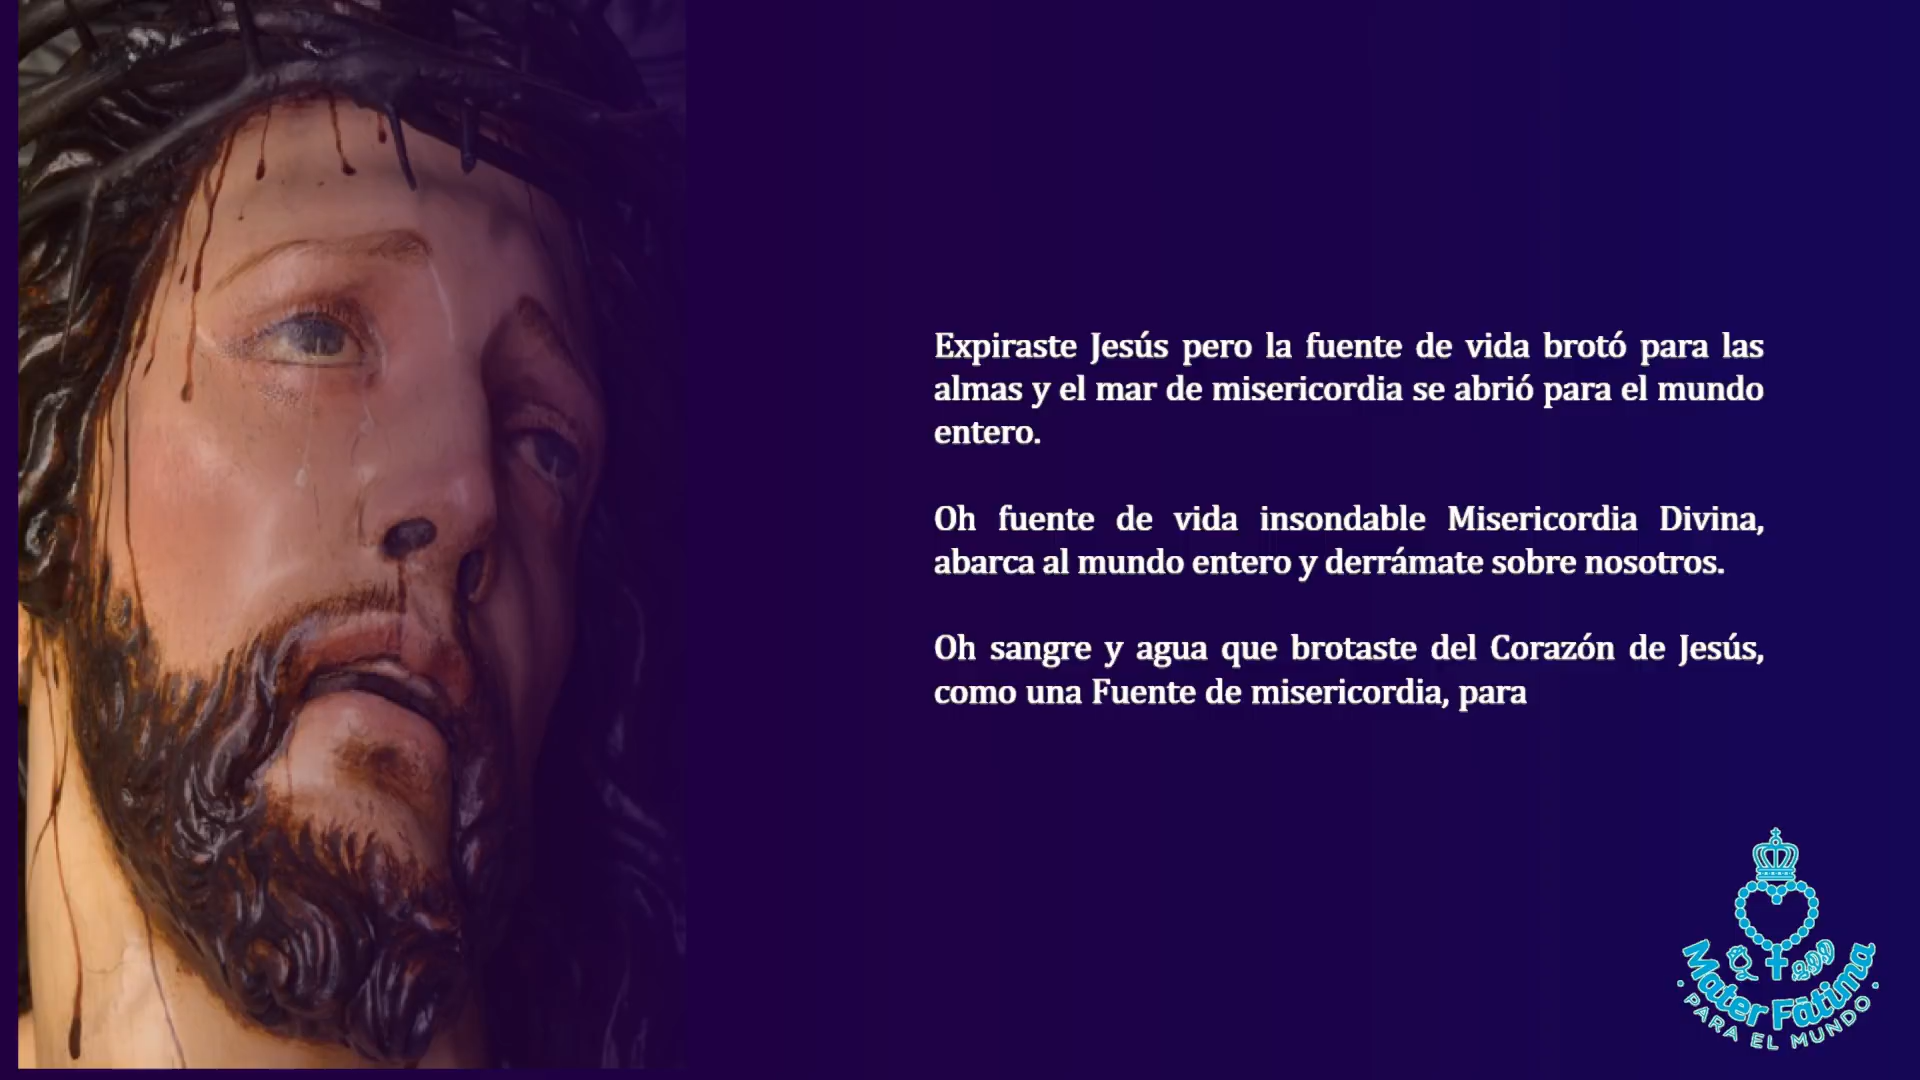 Expiraste Jesús pero la fuente de vida brotó para las
almas y el mar de misericordia se abrió para el mundo
entero.
Oh fuente de vida insondable Misericordia Divina,
abarca al mundo entero y derrámate sobre nosotros.
Oh sangre y agua que brotaste del Corazón de Jesús,
como una Fuente de misericordia, para
Mater Fátima
· PARA EL MUNDO ·